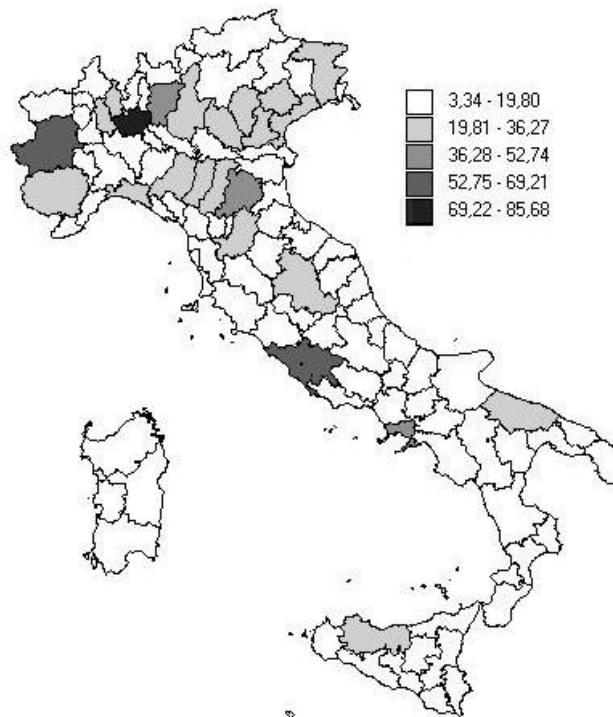 3,34 - 19,80
19,81 - 36,27
36,28 - 52,74
52,75 - 69,21
69,22 - 85,68